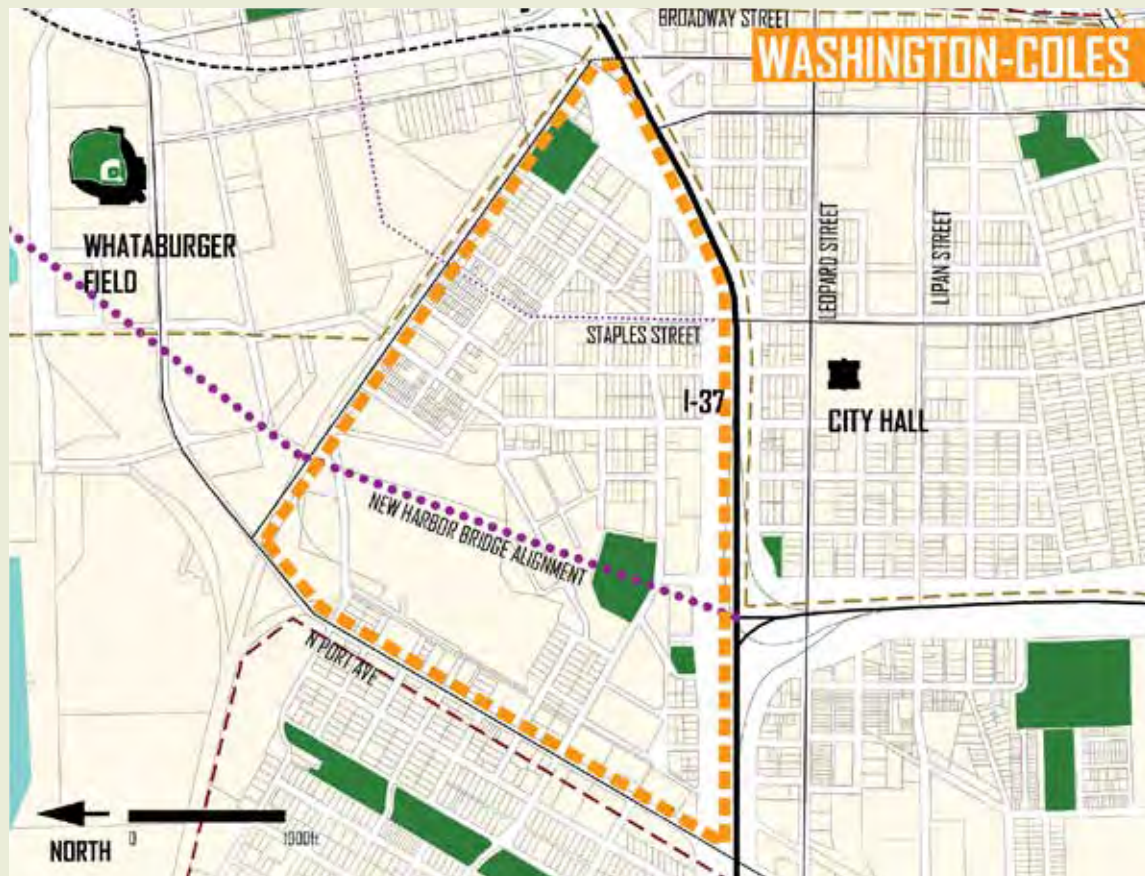 BROADWAY STREET
WASHINGTON-COLES
WHATABURGER
FIELD
LEOPARD STREET
LIPAN STREET
STAPLES STREET
I-37
CITY HALL
NEW HARBOR BRIDGE ALIGNMENT
N PORT AVE
NORTH
0
1000ft